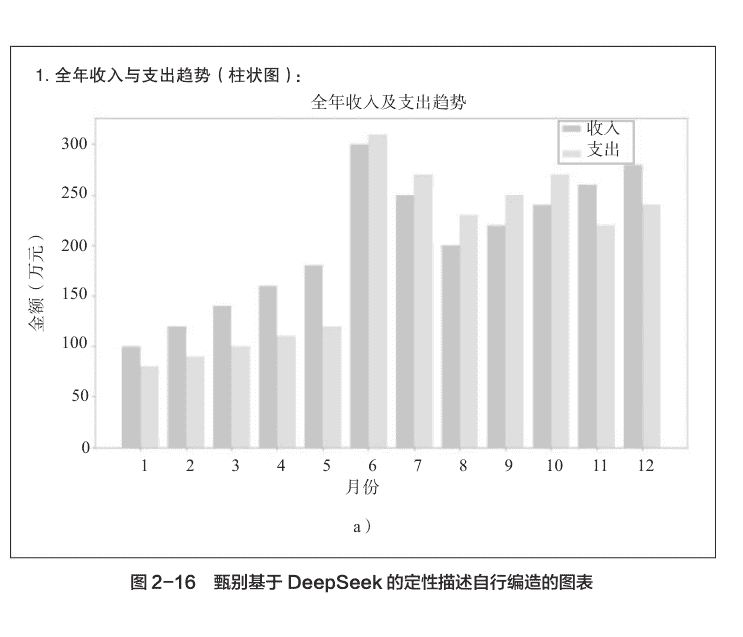 1. 全年收入与支出趋势（柱状图）：
全年收入及支出趋势
收入
支出
300
250
200
150
100
50
0
金额（万元）
1 2 3 4 5 6 7 8 9 10 11 12
月份
a）
图 2-16 甄别基于 DeepSeek 的定性描述自行编造的图表